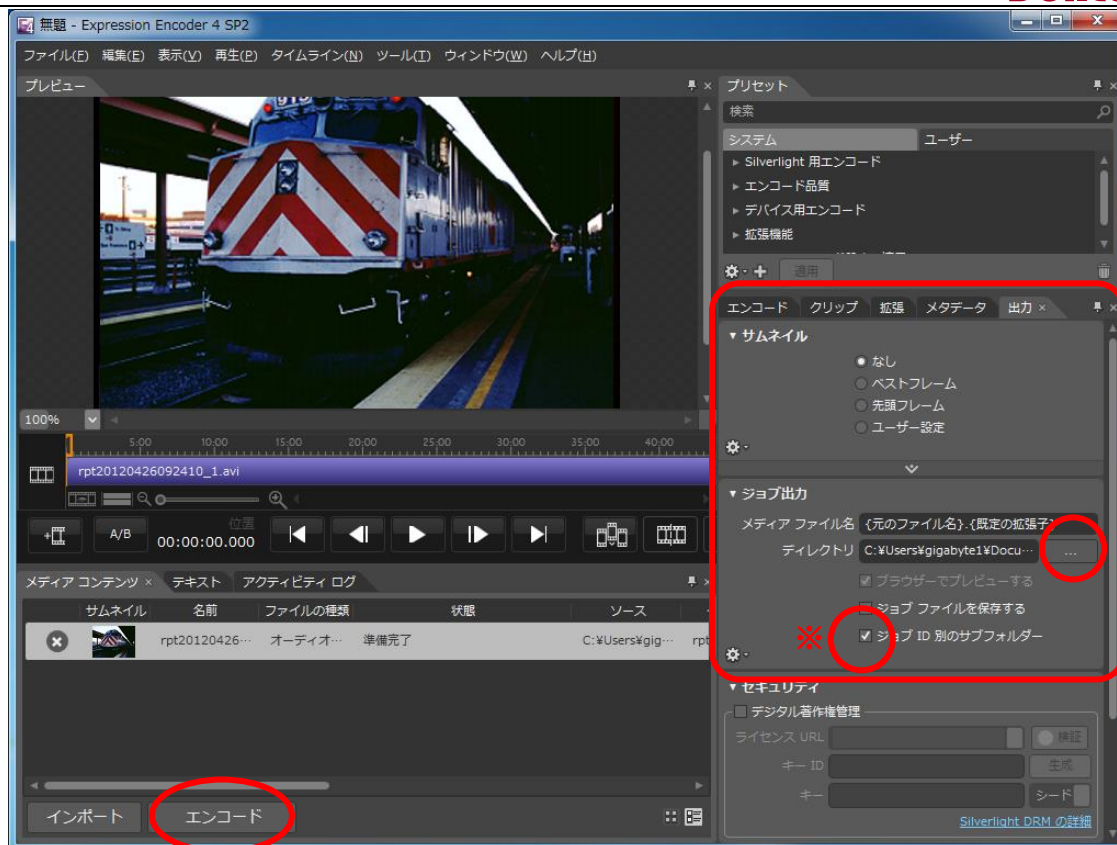 無題 - Expression Encoder 4 SP2
ファイル(F) 編集(E) 表示(V) 再生(P) タイムライン(N) ツール(T) ウィンドウ(W) ヘルプ(H)
プレビュー
100%
5:00 10:00 15:00 20:00 25:00 30:00 35:00 40:00
rpt20120426092410_1.avi
A/B
位置
00:00:00.000
メディア コンテンツ テキスト アクティビティ ログ
サムネイル 名前 ファイルの種類 状態 ソース
rpt20120426… オーディオ… 準備完了 C:¥Users¥gig… rpt
インポート エンコード
プリセット
検索
システム ユーザー
Silverlight 用エンコード
エンコード品質
デバイス用エンコード
拡張機能
適用
エンコード クリップ 拡張 メタデータ 出力
サムネイル
なし
ベストフレーム
先頭フレーム
ユーザー設定
ジョブ出力
メディア ファイル名 {元のファイル名}.{既定の拡張子}
ディレクトリ C:¥Users¥gigabyte1¥Docu… ...
ブラウザーでプレビューする
ジョブ ファイルを保存する
※ ジョブ ID 別のサブフォルダー
セキュリティ
デジタル著作権管理
ライセンス URL 検証
キー ID 生成
キー シード
Silverlight DRM の詳細